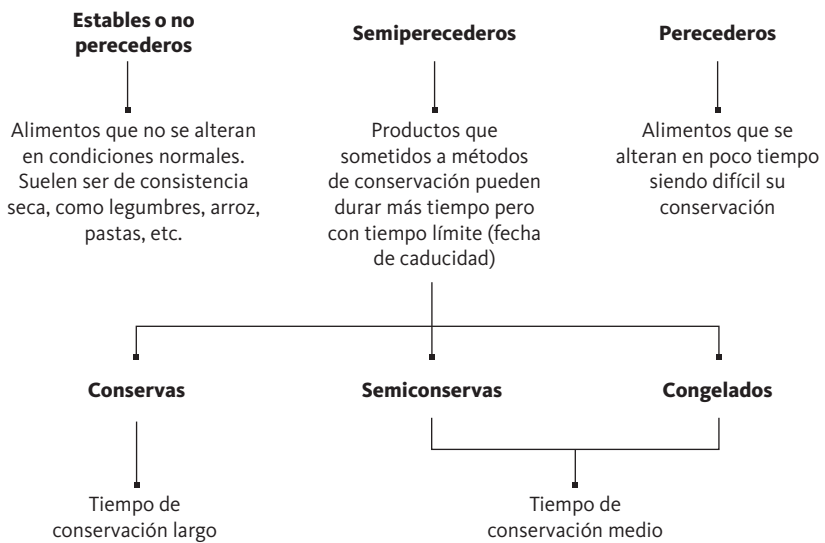 Estables o no
perecederos
Alimentos que no se alteran
en condiciones normales.
Suelen ser de consistencia
seca, como legumbres, arroz,
pastas, etc.
Semiperecederos
Productos que
sometidos a métodos
de conservación pueden
durar más tiempo pero
con tiempo límite (fecha
de caducidad)
Perecederos
Alimentos que se
alteran en poco tiempo
siendo difícil su
conservación
Conservas
Semiconservas
Congelados
Tiempo de
conservación largo
Tiempo de
conservación medio